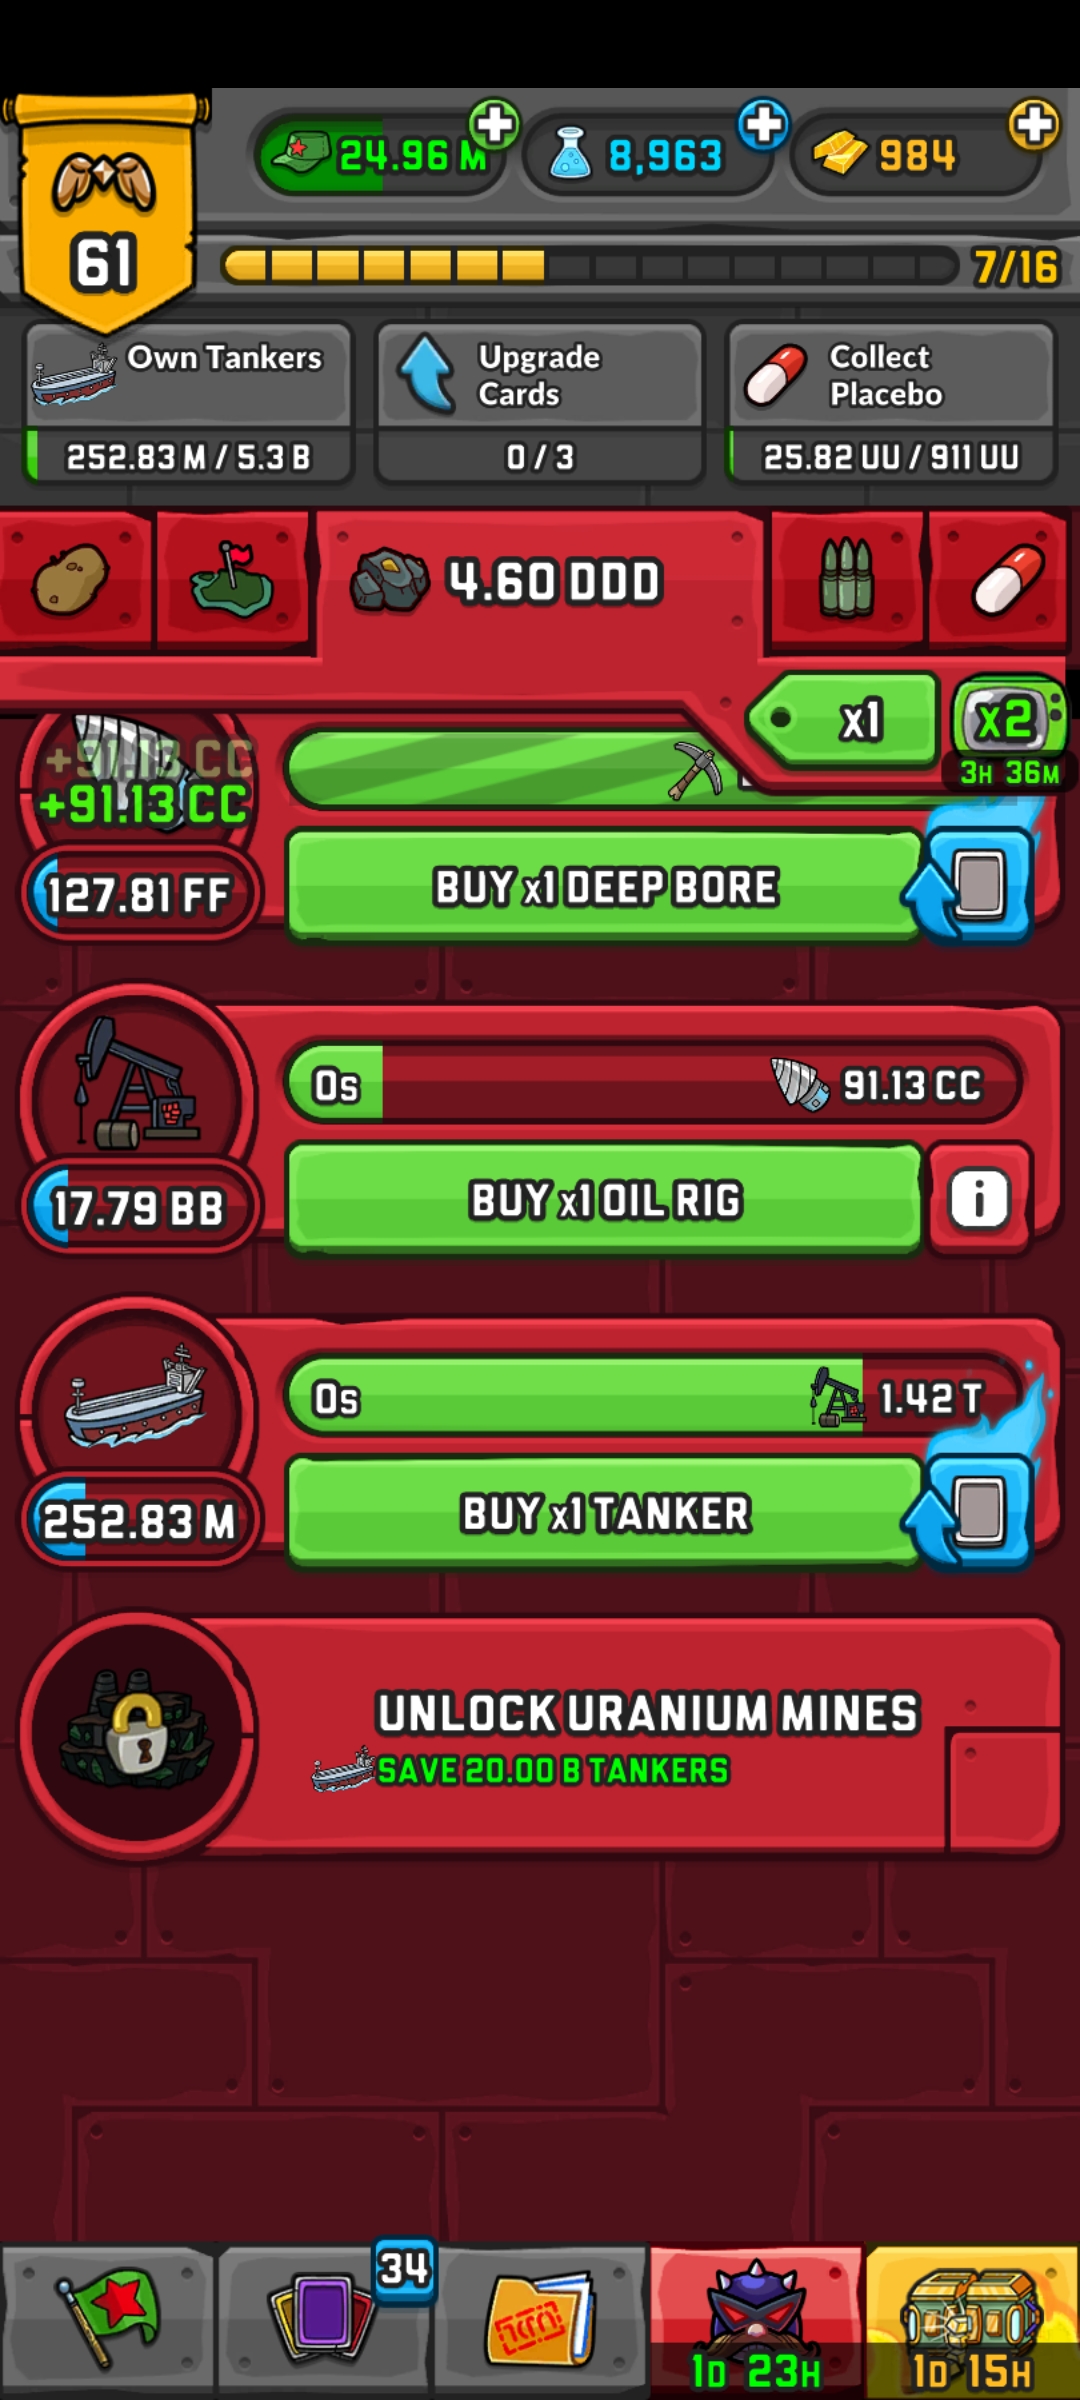 24.96 M
8,963
984
61
7/16
Own Tankers
252.83 M / 5.3 B
Upgrade
Cards
0 / 3
Collect
Placebo
25.82 UU / 911 UU
4.60 DDD
x1
x2
3H 36M
+91.13 CC
+91.13 CC
127.81 FF
BUY x1 DEEP BORE
0s
91.13 CC
17.79 BB
BUY x1 OIL RIG
i
0s
1.42 T
252.83 M
BUY x1 TANKER
UNLOCK URANIUM MINES
SAVE 20.00 B TANKERS
34
1D 23H
1D 15H